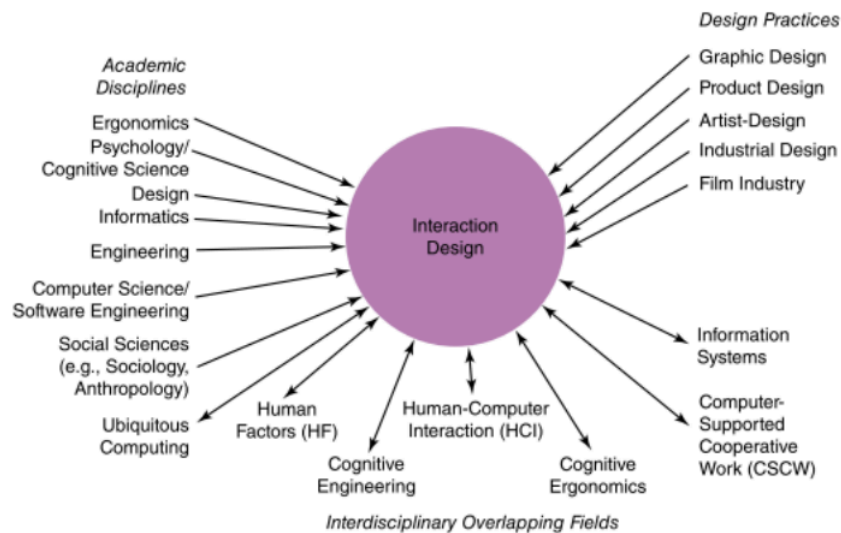 Academic
Disciplines
Ergonomics
Psychology/
Cognitive Science
Design
Informatics
Engineering
Computer Science/
Software Engineering
Social Sciences
(e.g., Sociology,
Anthropology)
Ubiquitous
Computing
Human
Factors (HF)
Cognitive
Engineering
Interaction
Design
Human-Computer
Interaction (HCI)
Cognitive
Ergonomics
Design Practices
Graphic Design
Product Design
Artist-Design
Industrial Design
Film Industry
Information
Systems
Computer-
Supported
Cooperative
Work (CSCW)
Interdisciplinary Overlapping Fields